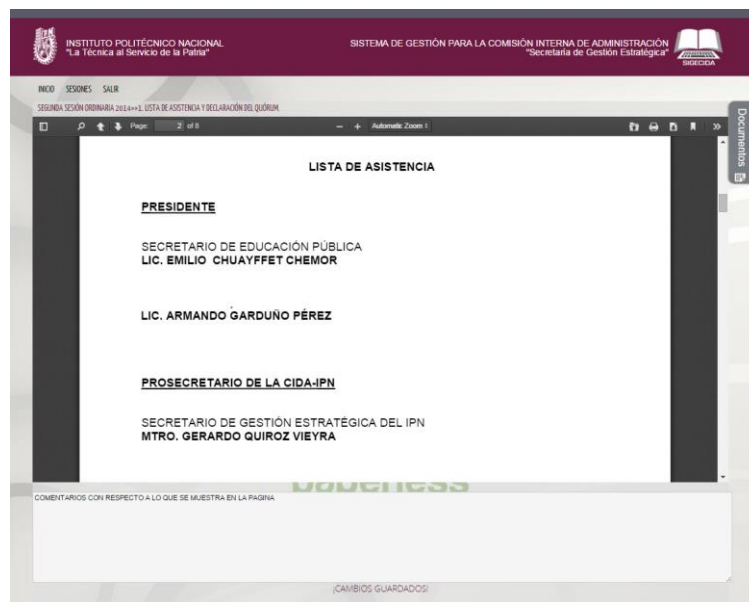 INSTITUTO POLITÉCNICO NACIONAL
"La Técnica al Servicio de la Patria"
SISTEMA DE GESTIÓN PARA LA COMISIÓN INTERNA DE ADMINISTRACIÓN
"Secretaría de Gestión Estratégica"
SIGECIDA
INICIO SESIONES SALIR
SEGUNDA SESIÓN ORDINARIA 2014>>1. LISTA DE ASISTENCIA Y DECLARACIÓN DEL QUÓRUM.
Page: 2 of 8
Automatic Zoom
Documentos
LISTA DE ASISTENCIA
PRESIDENTE
SECRETARIO DE EDUCACIÓN PÚBLICA
LIC. EMILIO CHUAYFFET CHEMOR
LIC. ARMANDO GARDUÑO PÉREZ
PROSECRETARIO DE LA CIDA-IPN
SECRETARIO DE GESTIÓN ESTRATÉGICA DEL IPN
MTRO. GERARDO QUIROZ VIEYRA
paperless
COMENTARIOS CON RESPECTO A LO QUE SE MUESTRA EN LA PAGINA
¡CAMBIOS GUARDADOS!